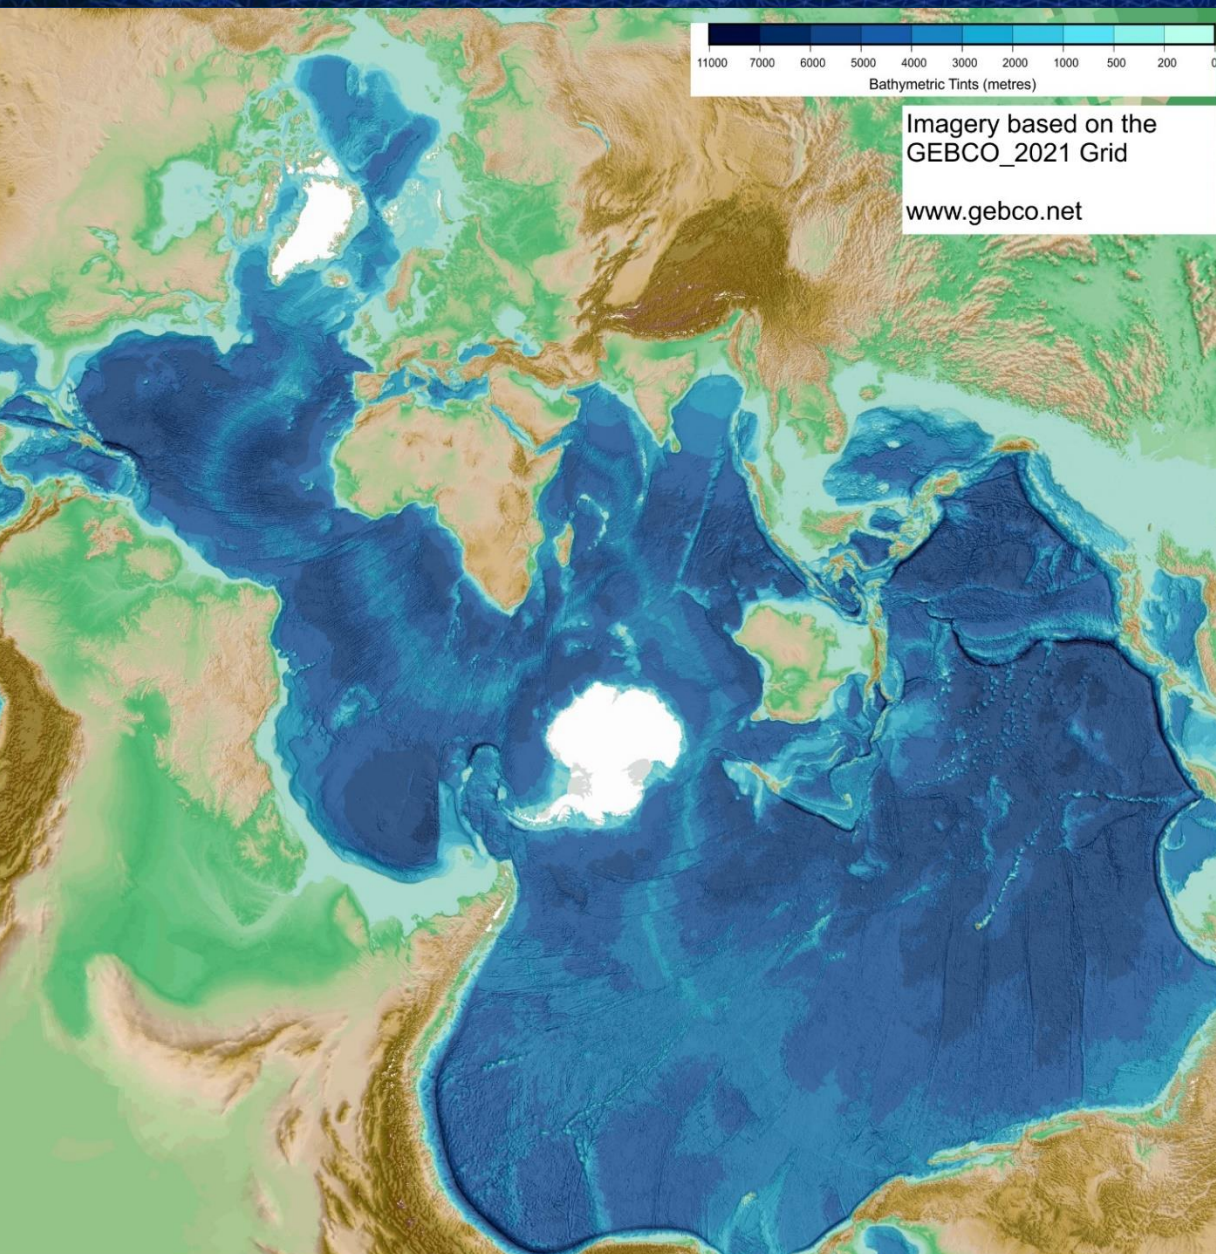 11000 7000 6000 5000 4000 3000 2000 1000 500 200 0
Bathymetric Tints (metres)
Imagery based on the
GEBCO_2021 Grid
www.gebco.net